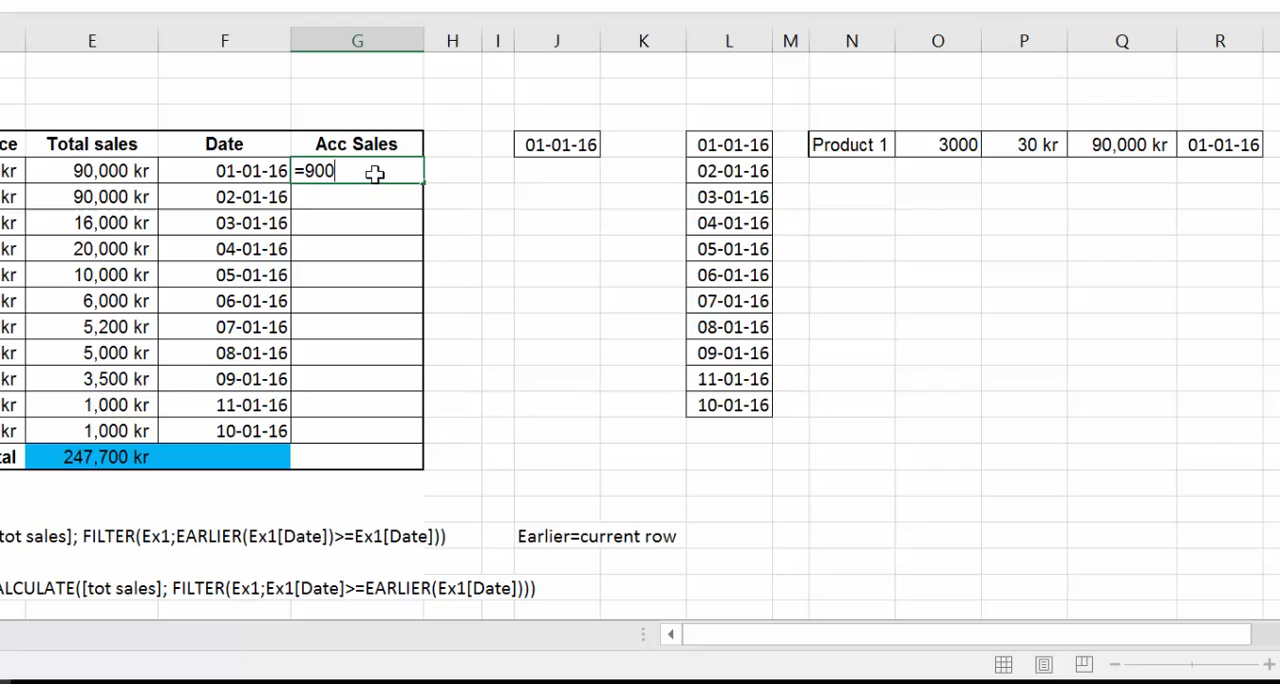 E F G H I J K L M N O P Q R
ce Total sales Date Acc Sales 01-01-16 01-01-16 Product 1 3000 30 kr 90,000 kr 01-01-16
kr 90,000 kr 01-01-16 =900 02-01-16
kr 90,000 kr 02-01-16 03-01-16
kr 16,000 kr 03-01-16 04-01-16
kr 20,000 kr 04-01-16 05-01-16
kr 10,000 kr 05-01-16 06-01-16
kr 6,000 kr 06-01-16 07-01-16
kr 5,200 kr 07-01-16 08-01-16
kr 5,000 kr 08-01-16 09-01-16
kr 3,500 kr 09-01-16 11-01-16
kr 1,000 kr 11-01-16 10-01-16
kr 1,000 kr 10-01-16
tal 247,700 kr
tot sales]; FILTER(Ex1;EARLIER(Ex1[Date])>=Ex1[Date])) Earlier=current row
ALCULATE([tot sales]; FILTER(Ex1;Ex1[Date]>=EARLIER(Ex1[Date])))